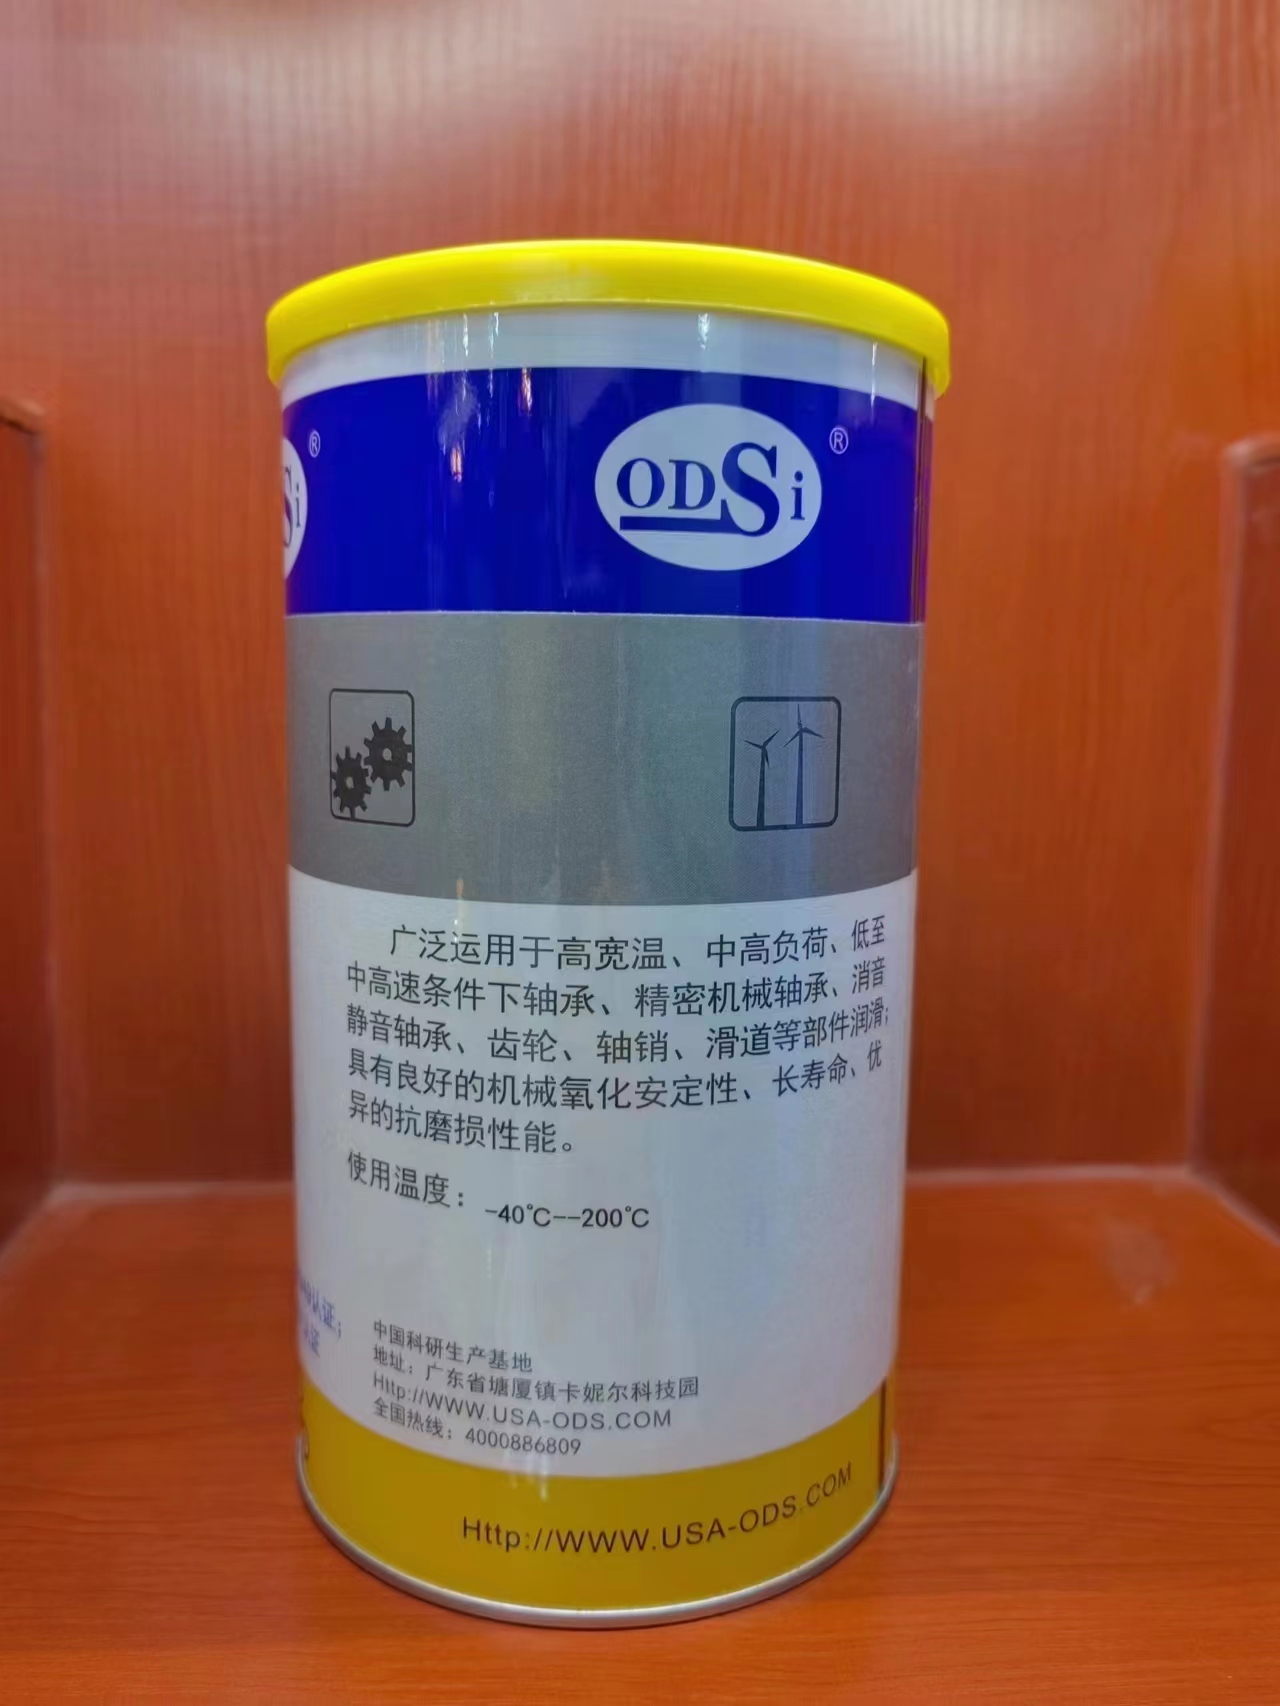 ODSi ®
Si ®
广泛运用于高宽温、中高负荷、低至
中高速条件下轴承、精密机械轴承、消音
静音轴承、齿轮、轴销、滑道等部件润滑;
具有良好的机械氧化安定性、长寿命、优
异的抗磨损性能。
使用温度: -40℃--200℃
认证;
中国科研生产基地
地址: 广东省塘厦镇卡妮尔科技园
Http://WWW.USA-ODS.COM
全国热线: 4000886809
Http://WWW.USA-ODS.COM